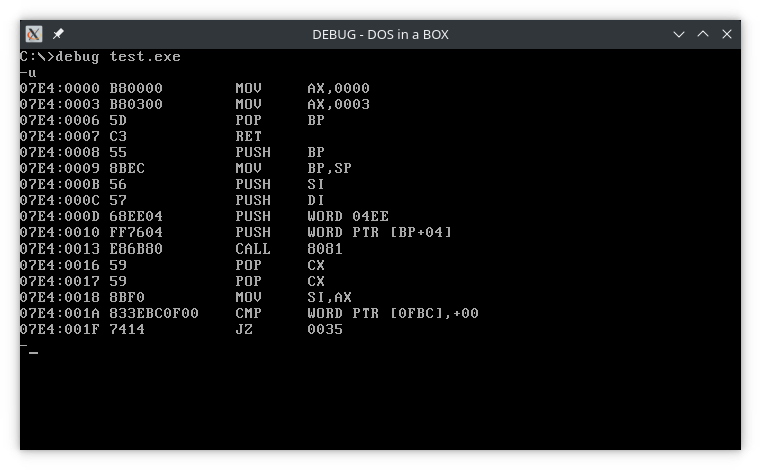 DEBUG - DOS in a BOX
C:\>debug test.exe
-u
07E4:0000 B80000 MOV AX,0000
07E4:0003 B80300 MOV AX,0003
07E4:0006 5D POP BP
07E4:0007 C3 RET
07E4:0008 55 PUSH BP
07E4:0009 8BEC MOV BP,SP
07E4:000B 56 PUSH SI
07E4:000C 57 PUSH DI
07E4:000D 68EE04 PUSH WORD 04EE
07E4:0010 FF7604 PUSH WORD PTR [BP+04]
07E4:0013 E86B80 CALL 8081
07E4:0016 59 POP CX
07E4:0017 59 POP CX
07E4:0018 8BF0 MOV SI,AX
07E4:001A 833EBC0F00 CMP WORD PTR [0FBC],+00
07E4:001F 7414 JZ 0035
-_